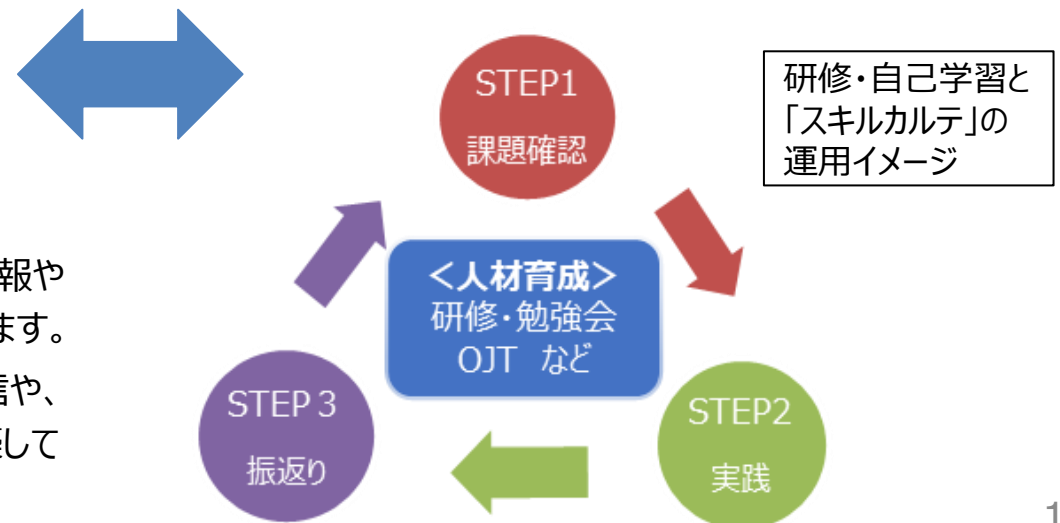 STEP1
課題確認
研修・自己学習と
「スキルカルテ」の
運用イメージ
報や
ます。
や、
して
＜人材育成＞
研修・勉強会
OJT など
STEP 3
振返り
STEP2
実践
1